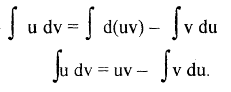 ∫ u dv = ∫ d(uv) – ∫ v du
∫u dv = uv – ∫ v du.